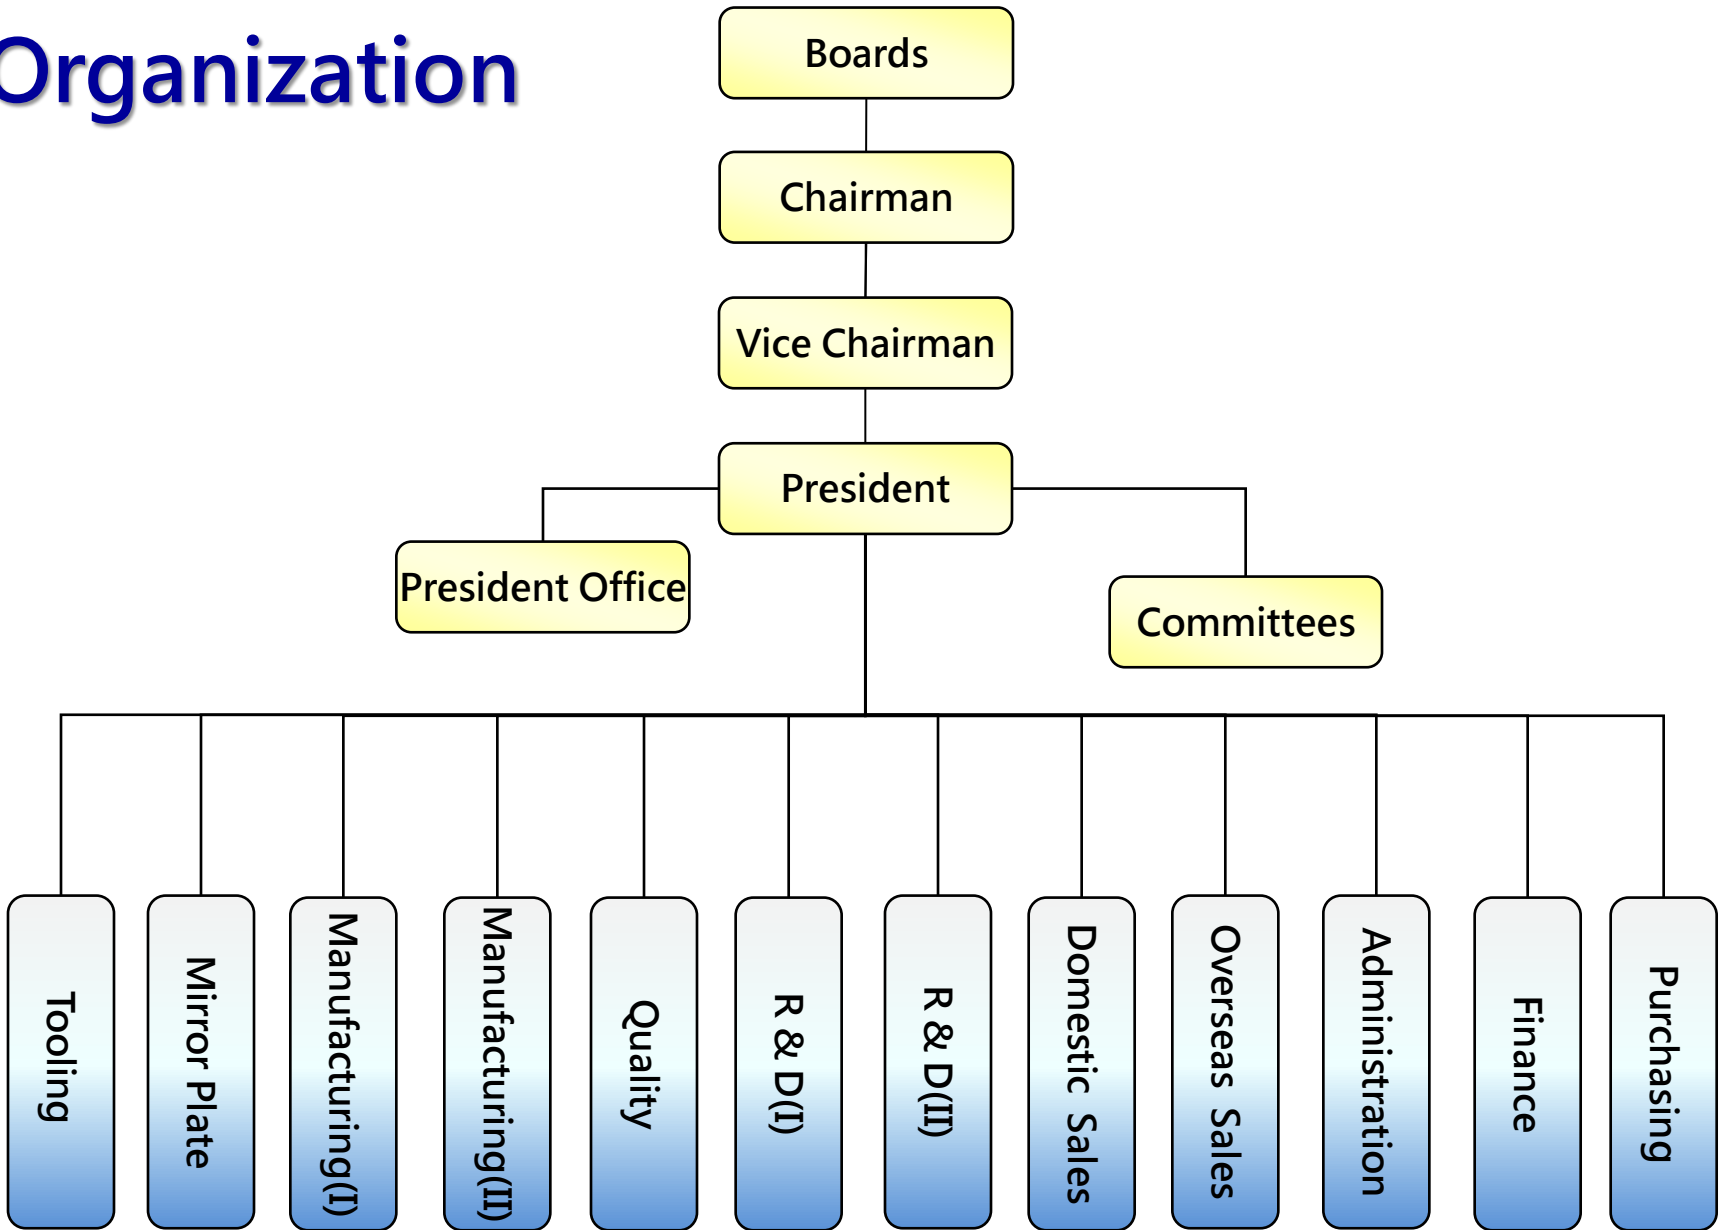 Organization
Boards
Chairman
Vice Chairman
President
President Office
Committees
Tooling
Mirror Plate
Manufacturing(I)
Manufacturing(II)
Quality
R & D(I)
R & D(II)
Domestic Sales
Overseas Sales
Administration
Finance
Purchasing